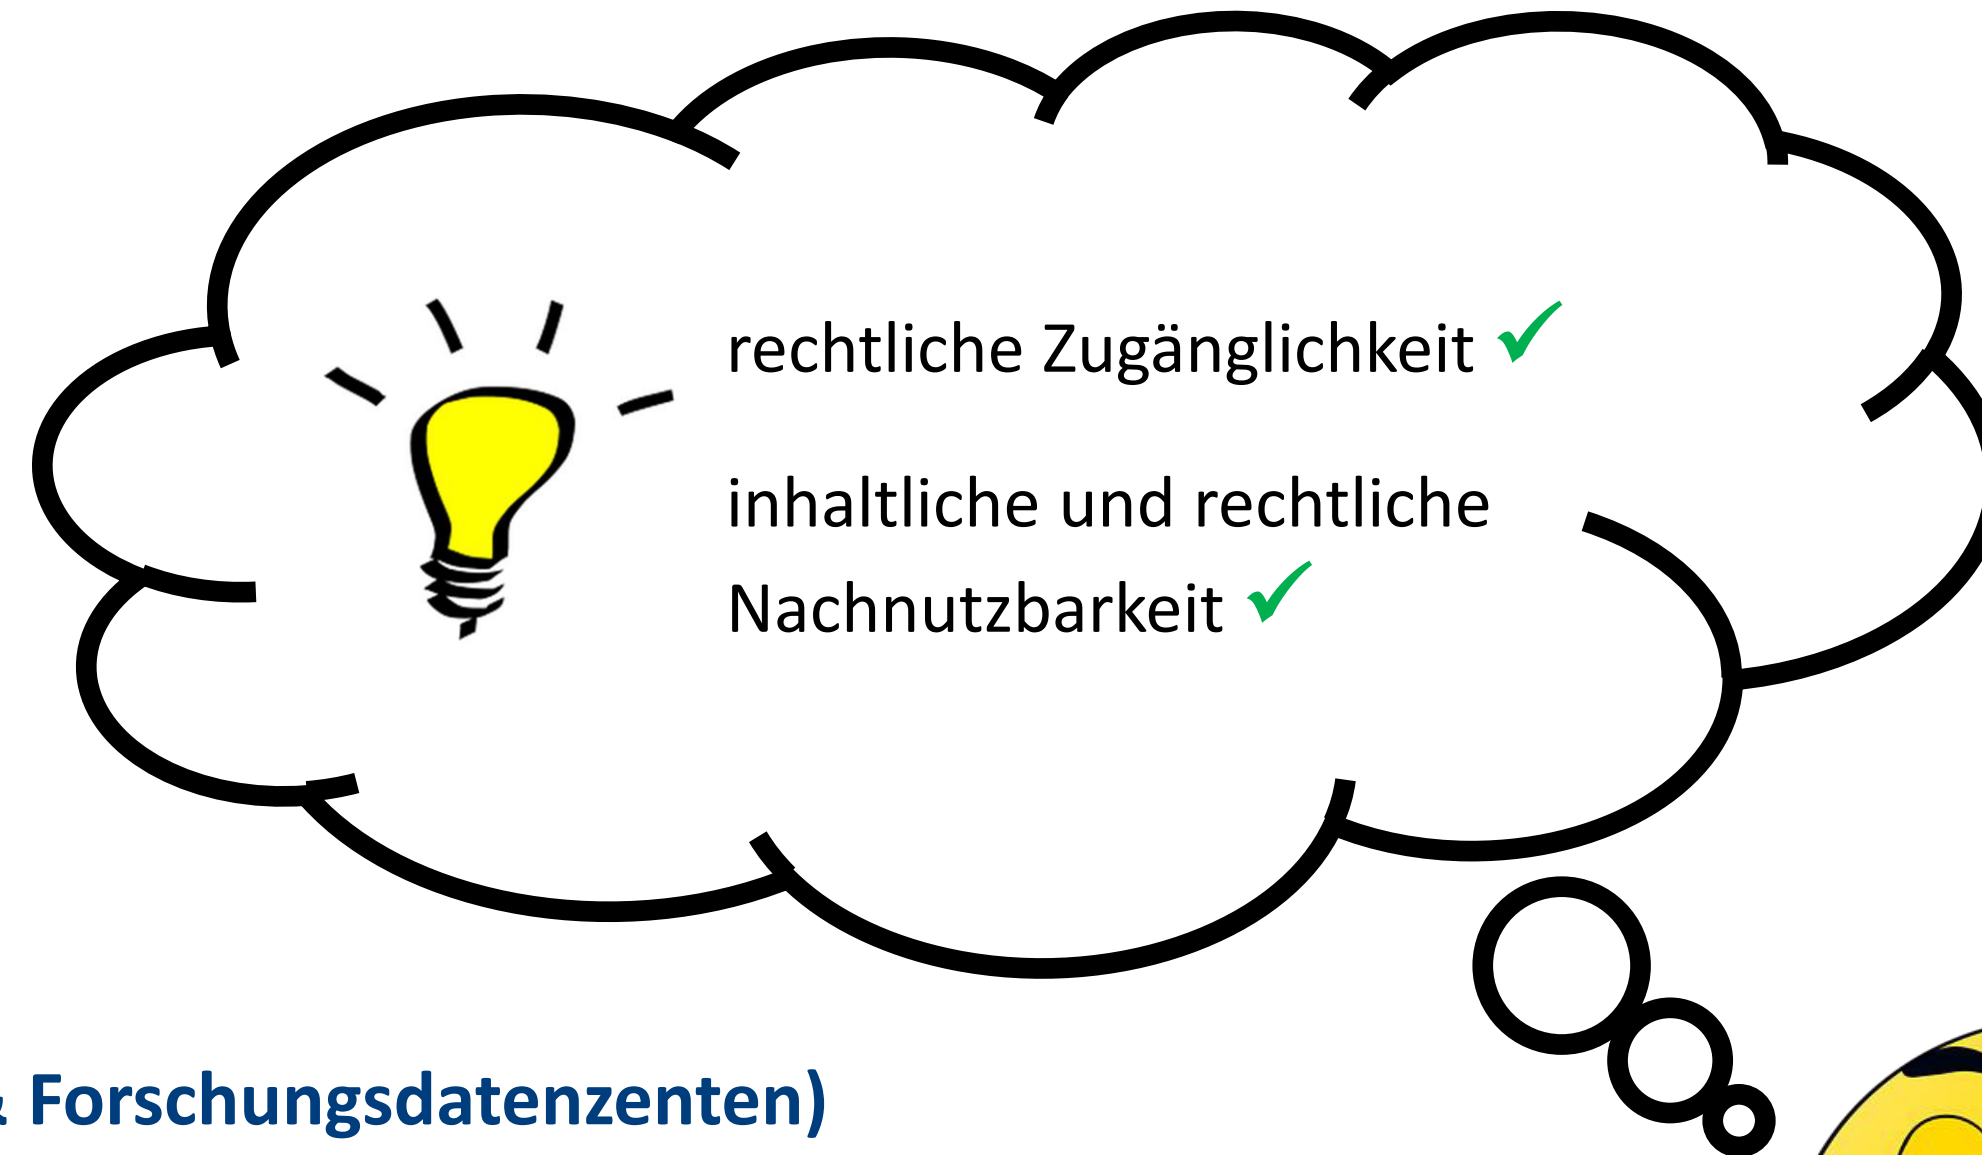 rechtliche Zugänglichkeit ✓
inhaltliche und rechtliche
Nachnutzbarkeit ✓
& Forschungsdatenzenten)